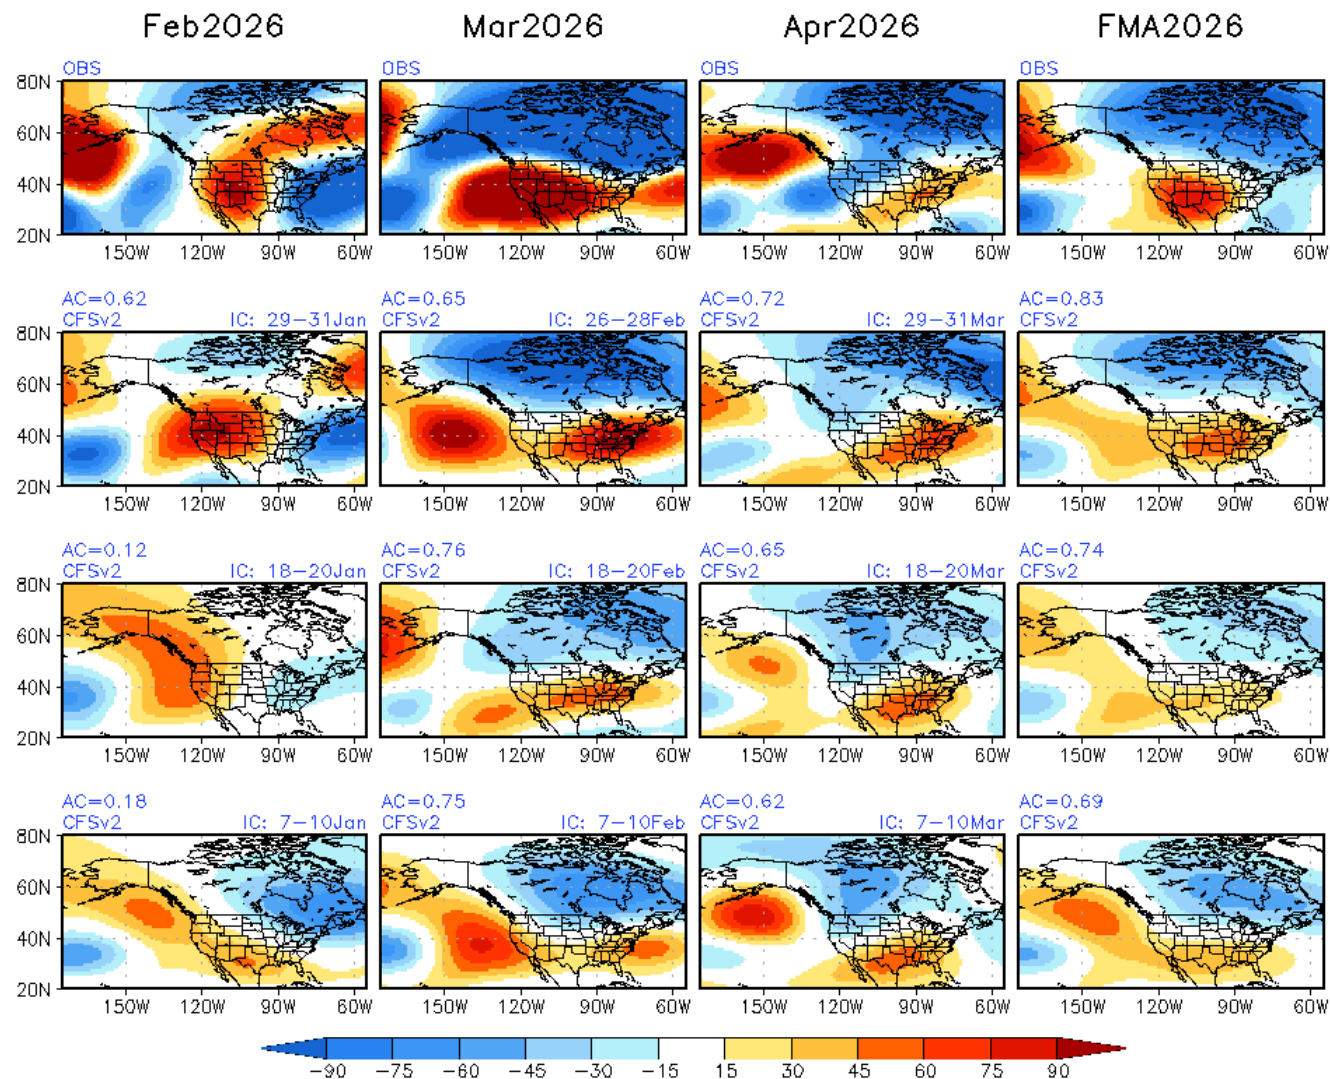 Feb2026 Mar2026 Apr2026 FMA2026
OBS OBS OBS OBS
80N
60N
40N
20N
150W 120W 90W 60W 150W 120W 90W 60W 150W 120W 90W 60W 150W 120W 90W 60W
AC=0.62 AC=0.65 AC=0.72 AC=0.83
CFSv2 IC: 29-31Jan CFSv2 IC: 26-28Feb CFSv2 IC: 29-31Mar CFSv2
80N
60N
40N
20N
150W 120W 90W 60W 150W 120W 90W 60W 150W 120W 90W 60W 150W 120W 90W 60W
AC=0.12 AC=0.76 AC=0.65 AC=0.74
CFSv2 IC: 18-20Jan CFSv2 IC: 18-20Feb CFSv2 IC: 18-20Mar CFSv2
80N
60N
40N
20N
150W 120W 90W 60W 150W 120W 90W 60W 150W 120W 90W 60W 150W 120W 90W 60W
AC=0.18 AC=0.75 AC=0.62 AC=0.69
CFSv2 IC: 7-10Jan CFSv2 IC: 7-10Feb CFSv2 IC: 7-10Mar CFSv2
80N
60N
40N
20N
150W 120W 90W 60W 150W 120W 90W 60W 150W 120W 90W 60W 150W 120W 90W 60W
-90 -75 -60 -45 -30 -15 15 30 45 60 75 90